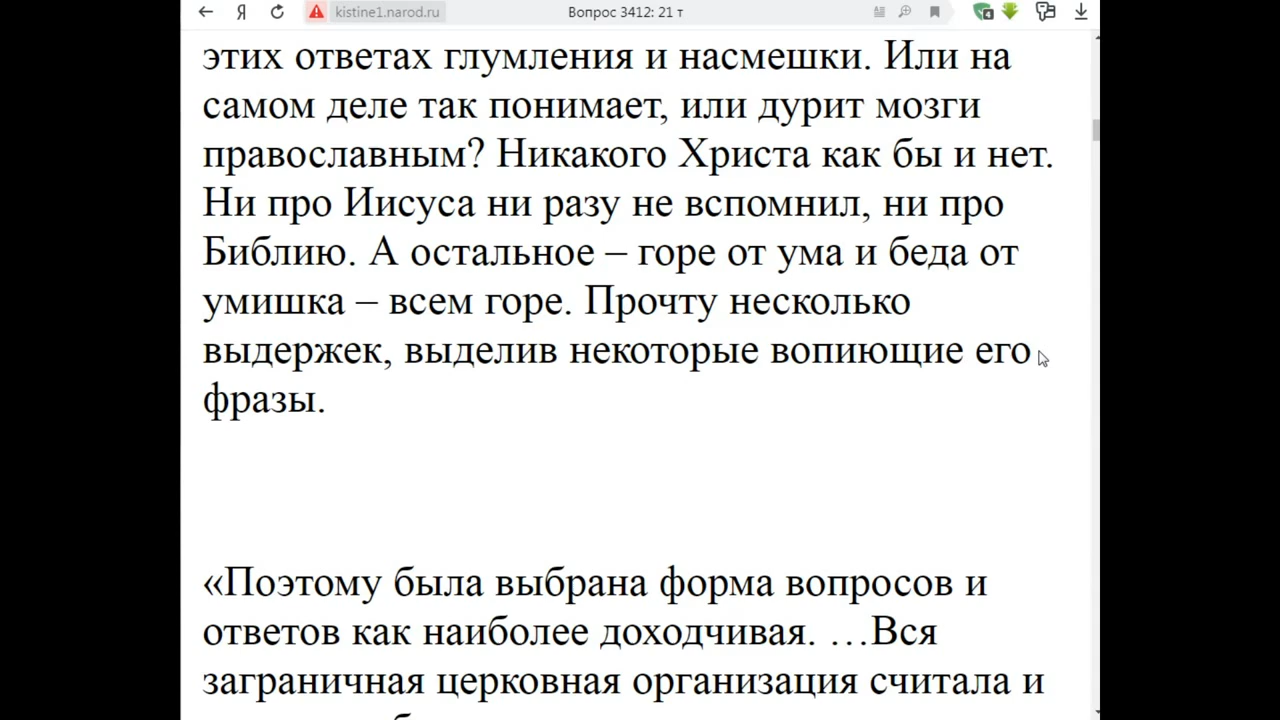 Я
kistine1.narod.ru
Вопрос 3412: 21 т
4
этих ответах глумления и насмешки. Или на
самом деле так понимает, или дурит мозги
православным? Никакого Христа как бы и нет.
Ни про Иисуса ни разу не вспомнил, ни про
Библию. А остальное – горе от ума и беда от
умишка – всем горе. Прочту несколько
выдержек, выделив некоторые вопиющие его
фразы.
«Поэтому была выбрана форма вопросов и
ответов как наиболее доходчивая. …Вся
заграничная церковная организация считала и